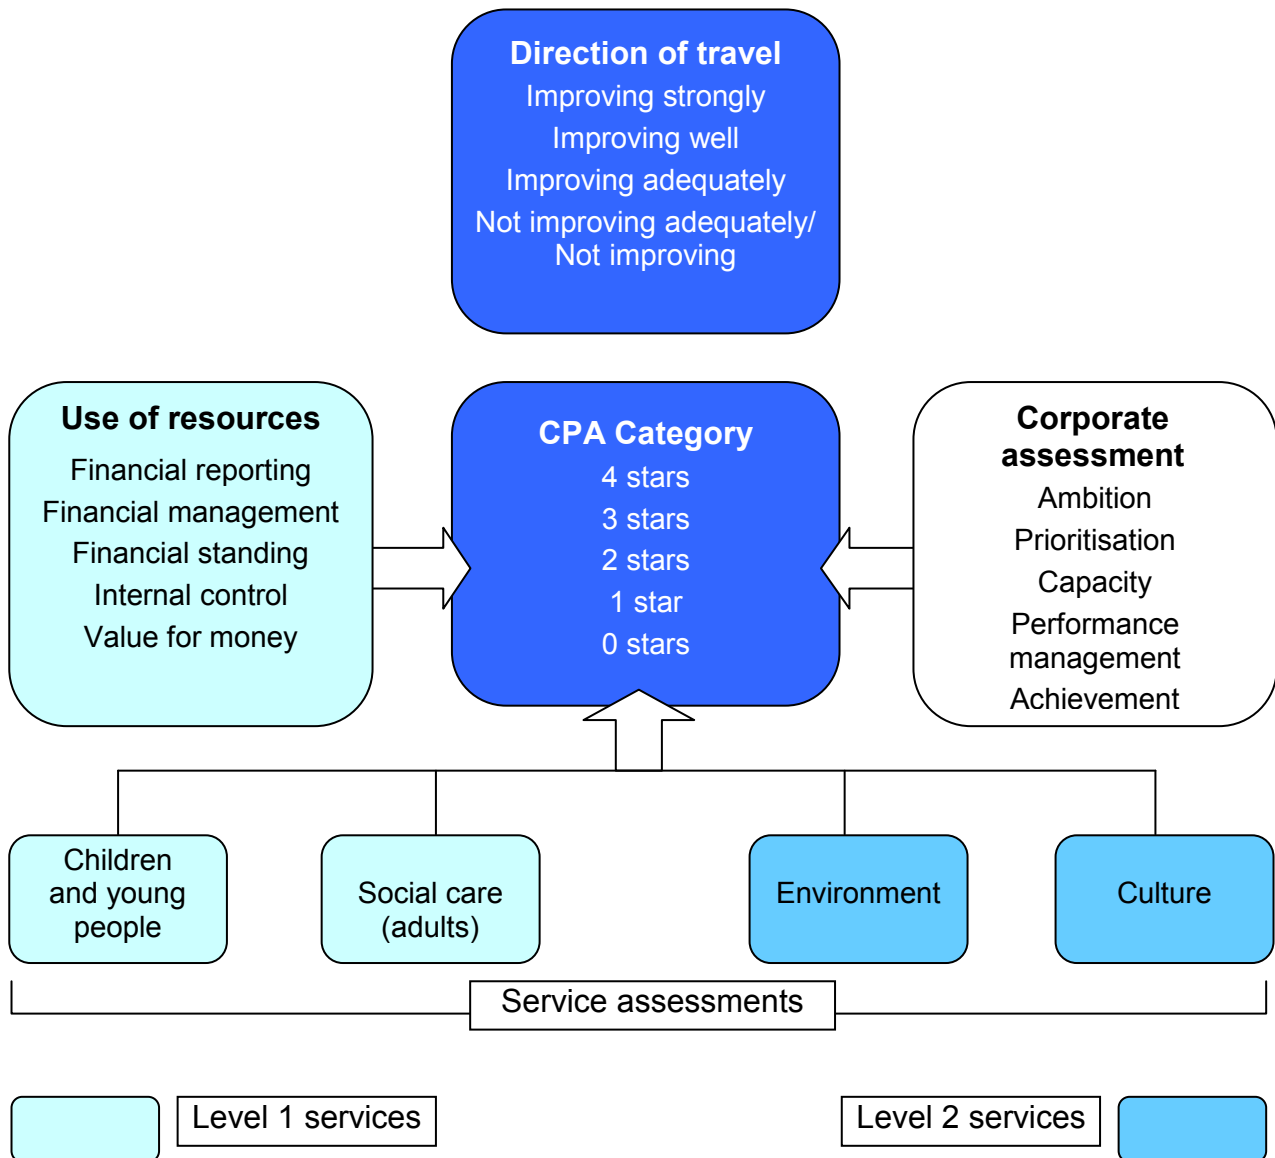 Direction of travel
Improving strongly
Improving well
Improving adequately
Not improving adequately/
Not improving
Use of resources
Financial reporting
Financial management
Financial standing
Internal control
Value for money
CPA Category
4 stars
3 stars
2 stars
1 star
0 stars
Corporate
assessment
Ambition
Prioritisation
Capacity
Performance
management
Achievement
Children
and young
people
Social care
(adults)
Environment
Culture
Service assessments
Level 1 services
Level 2 services